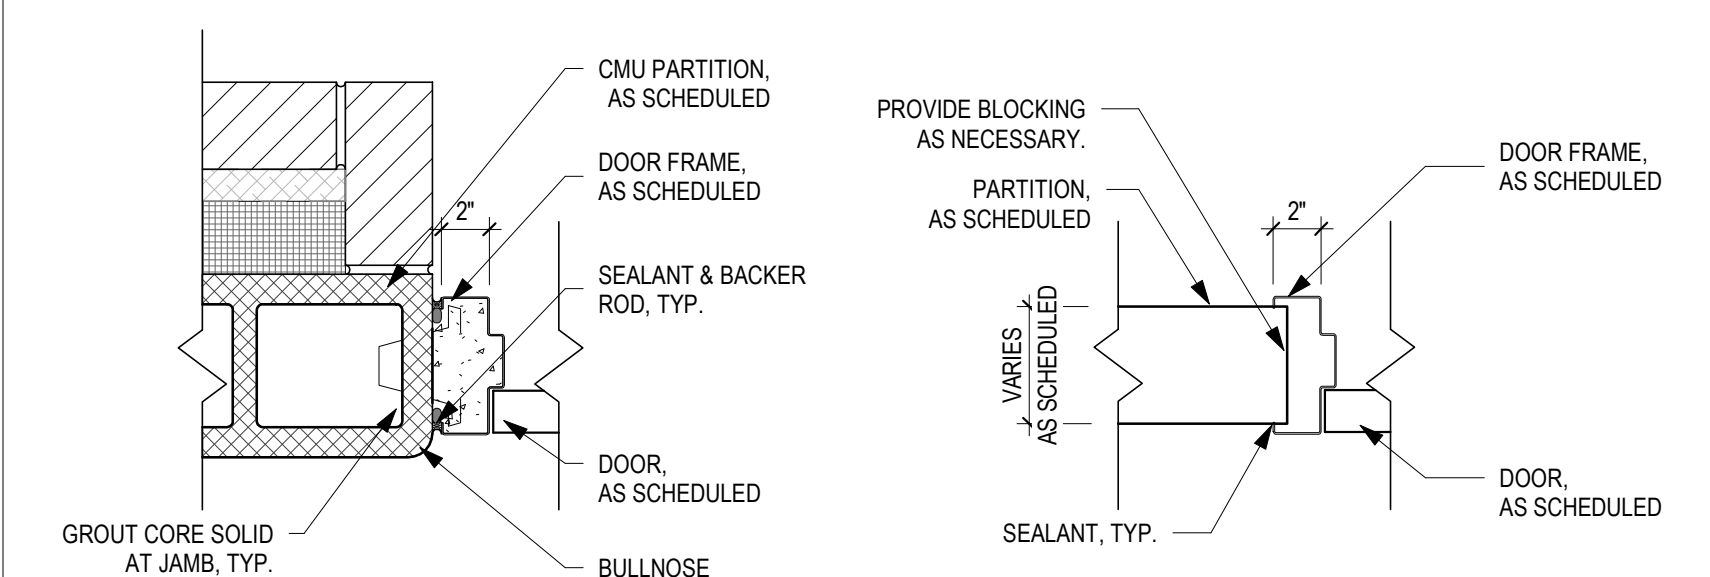 CMU PARTITION,
AS SCHEDULED
DOOR FRAME,
AS SCHEDULED
2"
SEALANT & BACKER
ROD, TYP.
DOOR,
AS SCHEDULED
GROUT CORE SOLID
AT JAMB, TYP.
BULLNOSE
PROVIDE BLOCKING
AS NECESSARY.
PARTITION,
AS SCHEDULED
DOOR FRAME,
AS SCHEDULED
2"
VARIES
AS SCHEDULED
DOOR,
AS SCHEDULED
SEALANT, TYP.